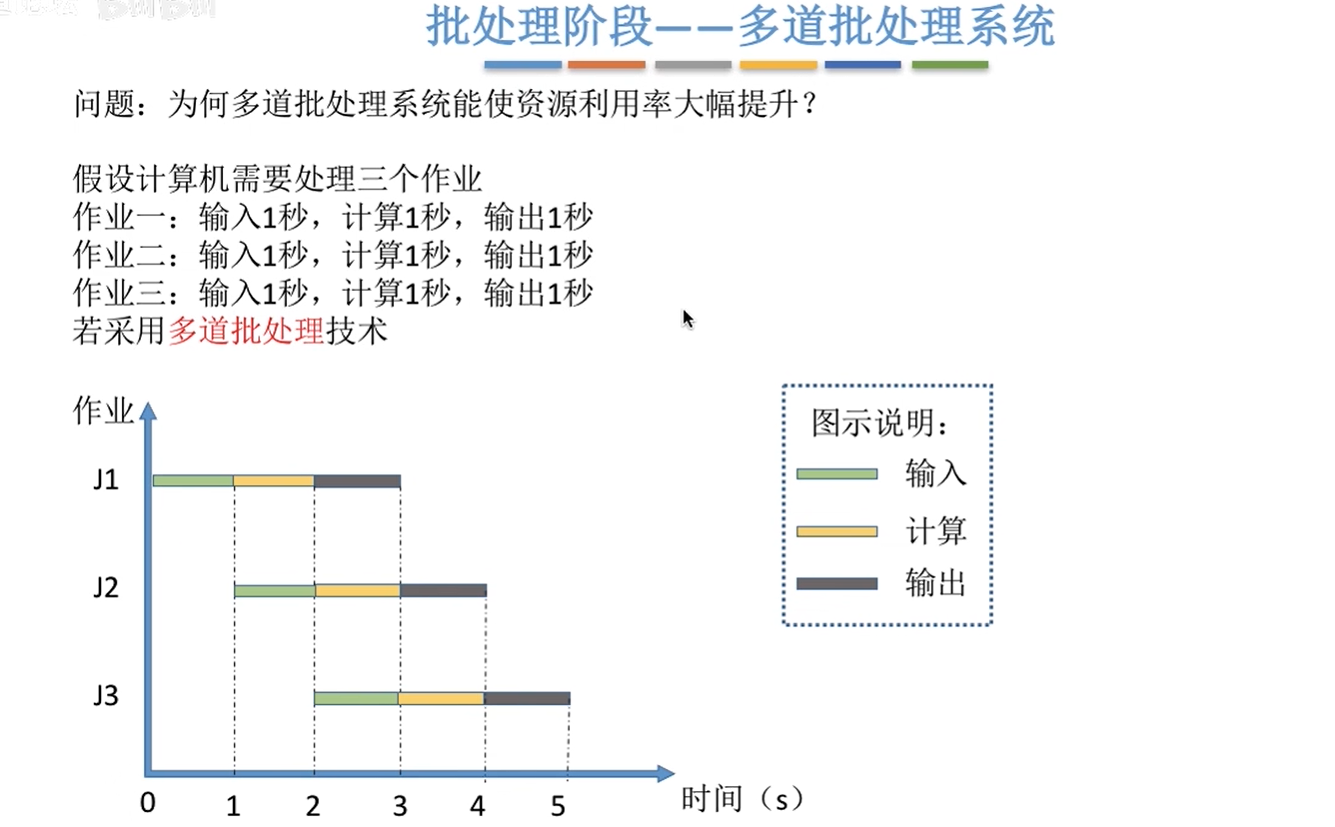 批处理阶段——多道批处理系统
问题：为何多道批处理系统能使资源利用率大幅提升？
假设计算机需要处理三个作业
作业一：输入1秒，计算1秒，输出1秒
作业二：输入1秒，计算1秒，输出1秒
作业三：输入1秒，计算1秒，输出1秒
若采用多道批处理技术
作业
J1
J2
J3
0 1 2 3 4 5
时间（s）
图示说明：
输入
计算
输出